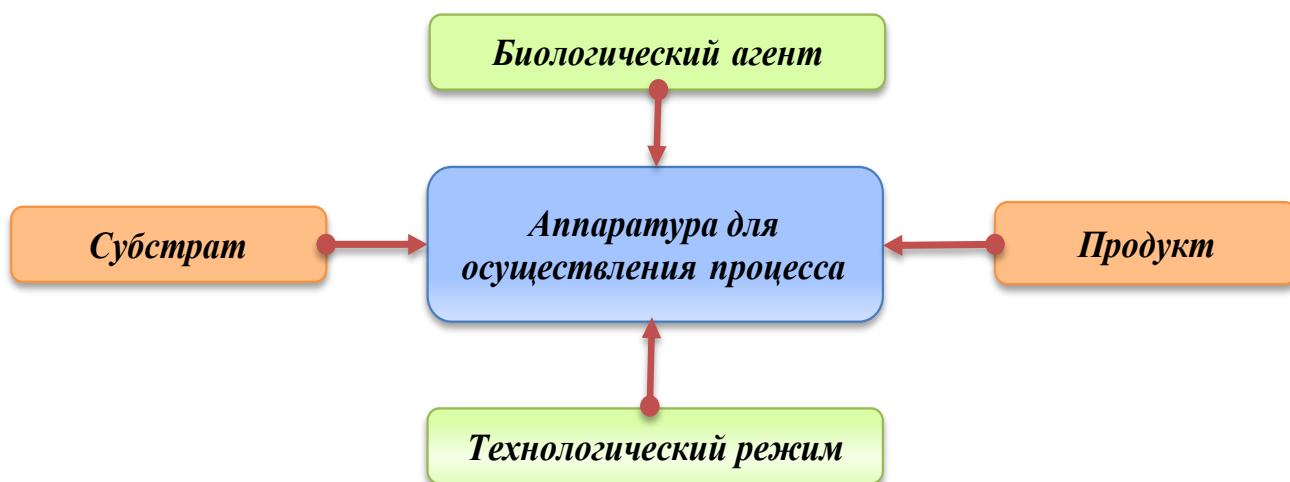 Биологический агент
Субстрат
Аппаратура для
осуществления процесса
Продукт
Технологический режим